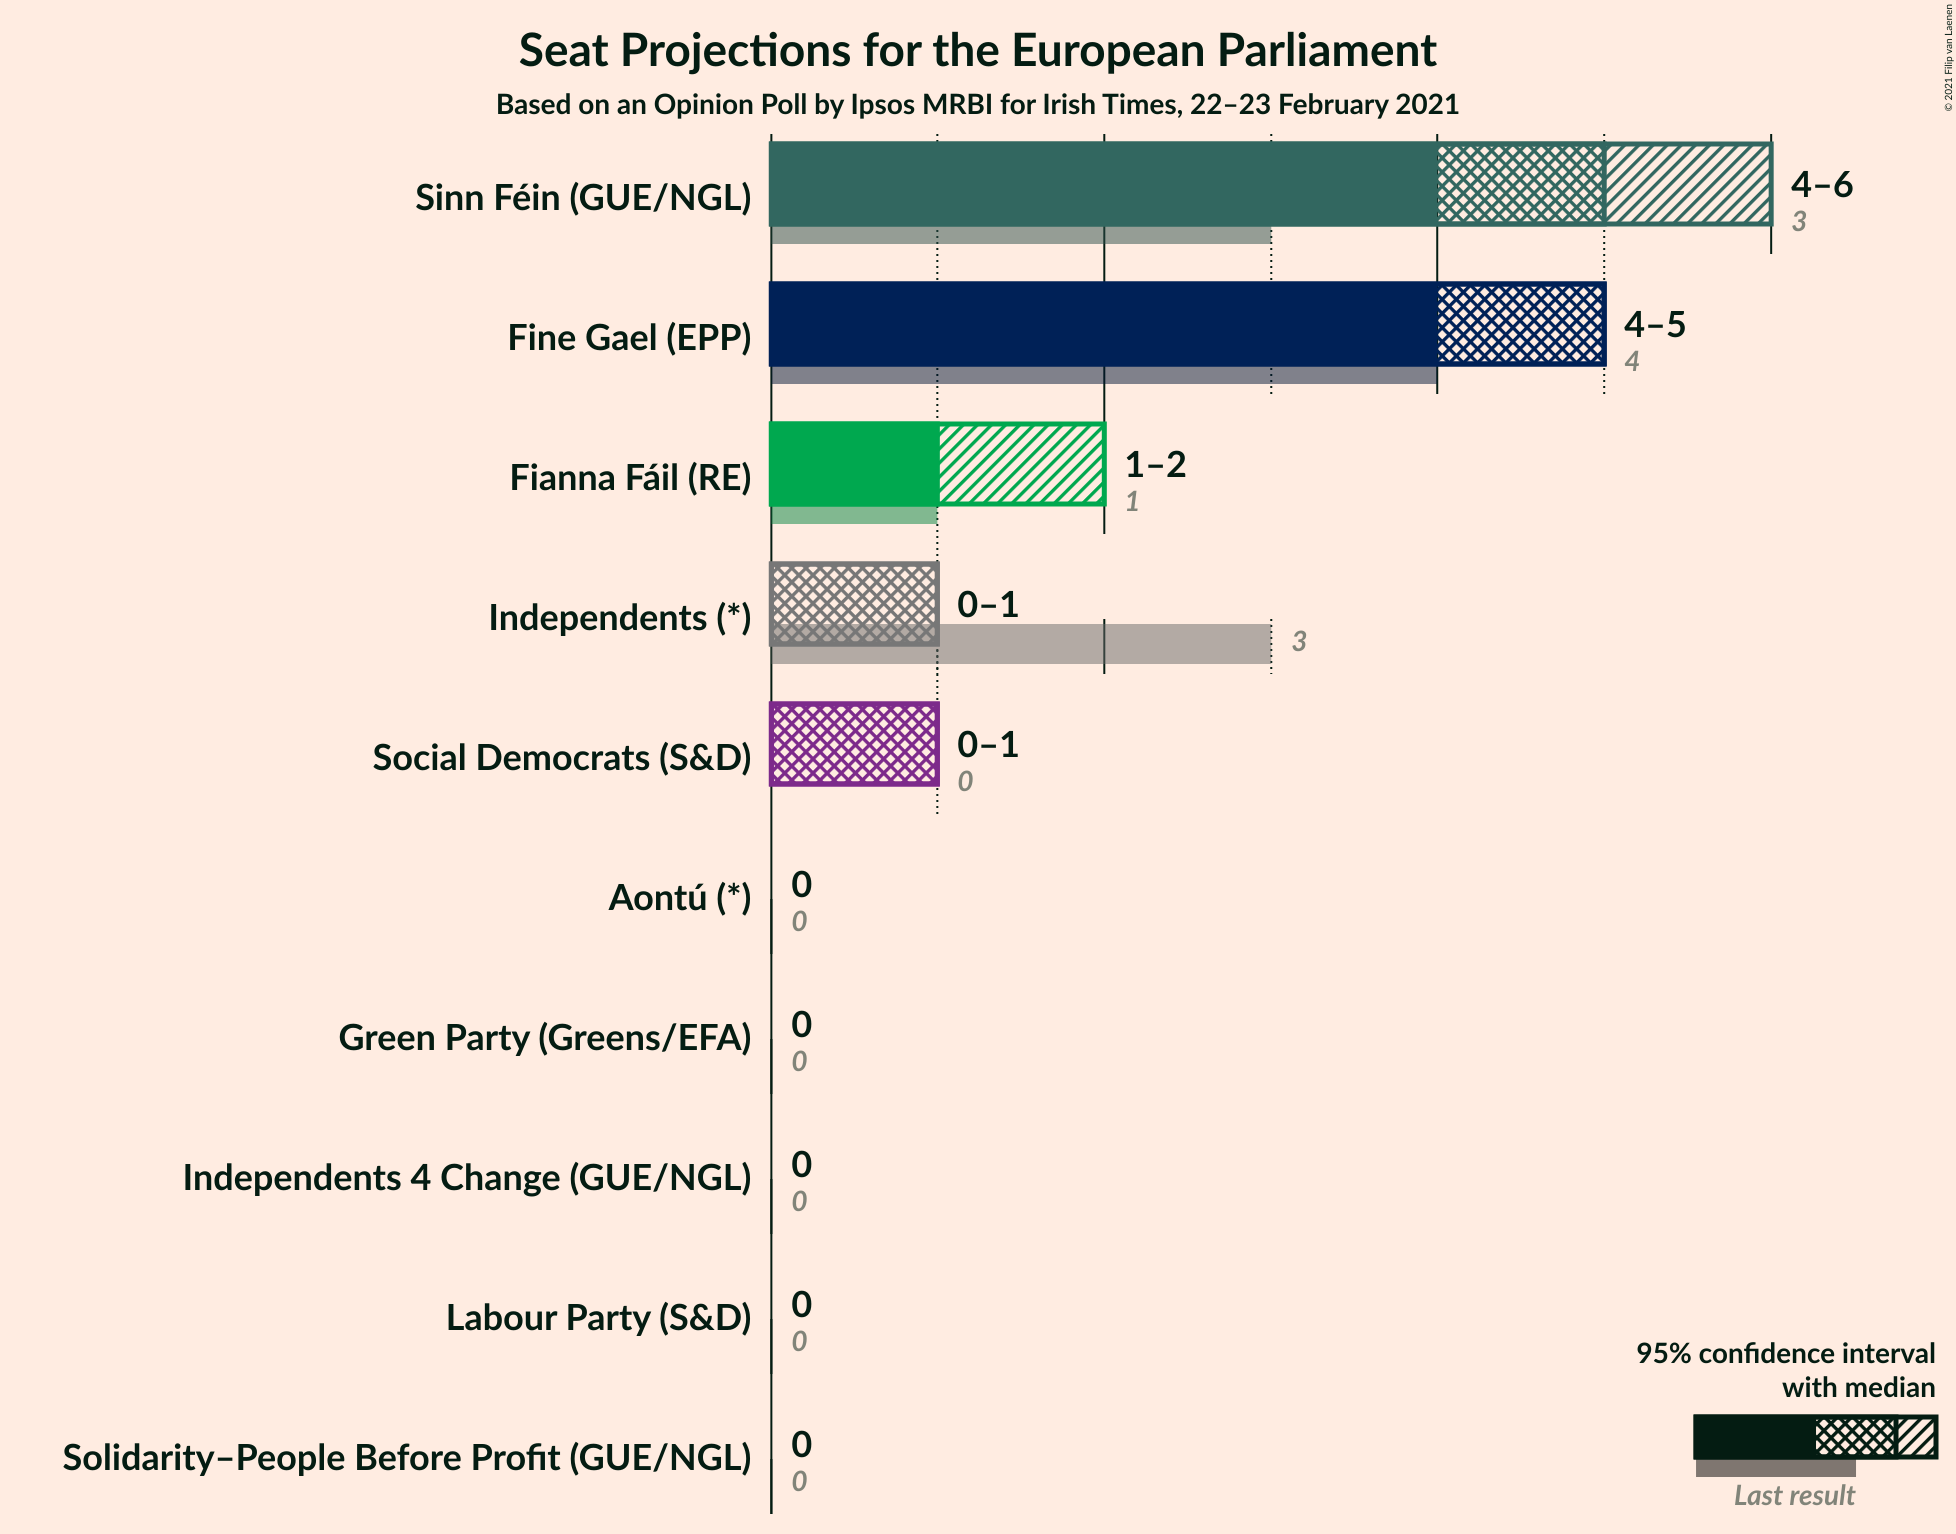 Seat Projections for the European Parliament
Based on an Opinion Poll by Ipsos MRBI for Irish Times, 22–23 February 2021
© 2021 Filip van Laenen
Sinn Féin (GUE/NGL)
4–6
3
Fine Gael (EPP)
4–5
4
Fianna Fáil (RE)
1–2
1
Independents (*)
0–1
3
Social Democrats (S&D)
0–1
0
Aontú (*)
0
0
Green Party (Greens/EFA)
0
0
Independents 4 Change (GUE/NGL)
0
0
Labour Party (S&D)
0
0
Solidarity–People Before Profit (GUE/NGL)
0
0
95% confidence interval
with median
Last result